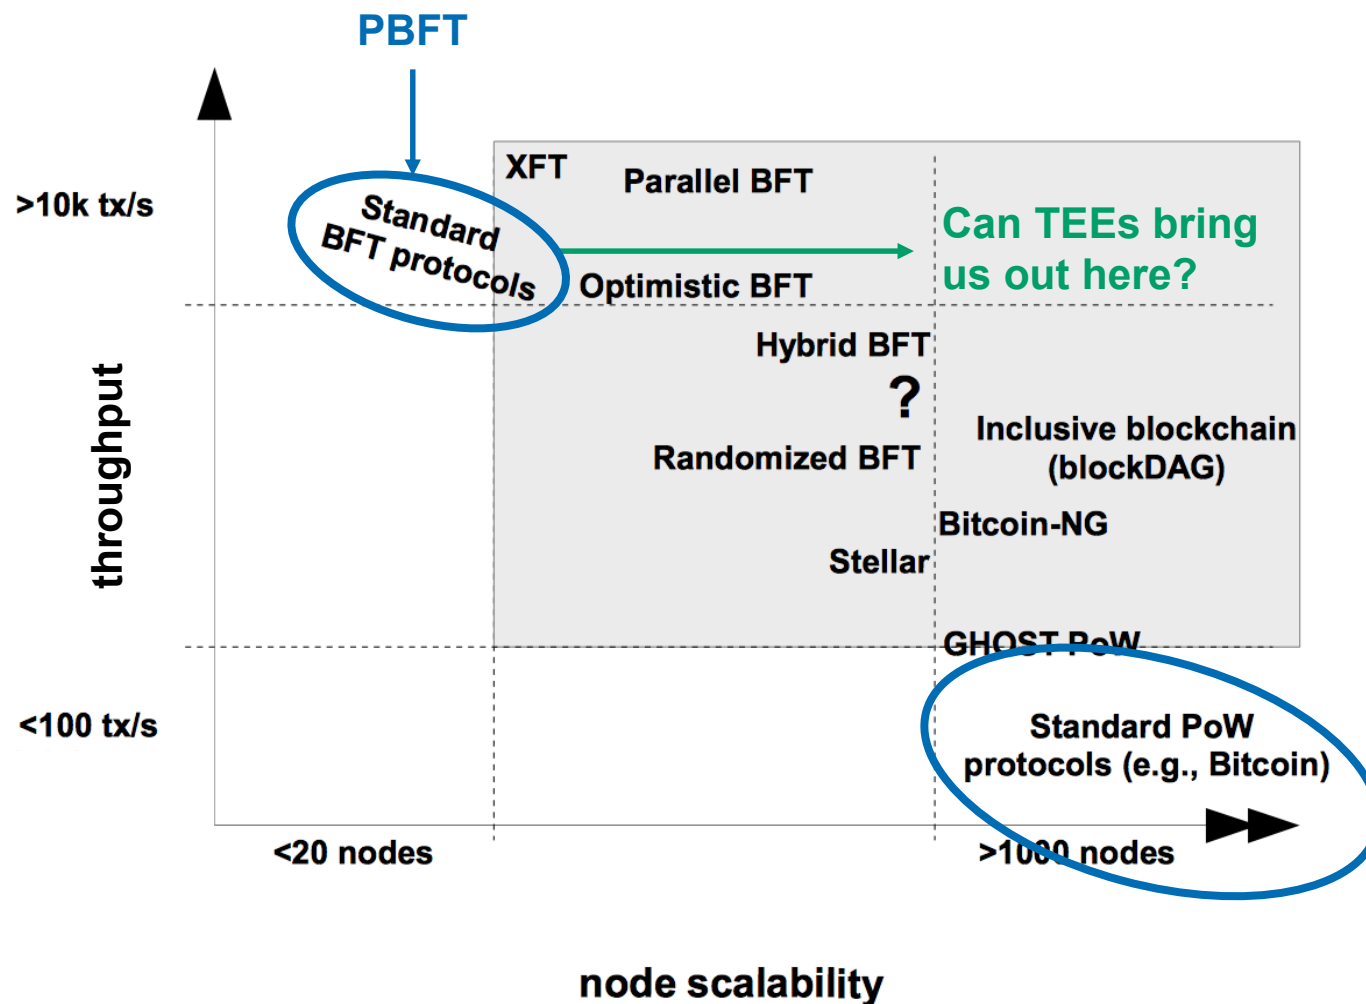 PBFT
>10k tx/s
Standard
BFT protocols
XFT
Parallel BFT
Can TEEs bring
us out here?
Optimistic BFT
Hybrid BFT
?
throughput
Inclusive blockchain
(blockDAG)
Randomized BFT
Bitcoin-NG
Stellar
GHOST PoW
<100 tx/s
Standard PoW
protocols (e.g., Bitcoin)
<20 nodes
>1000 nodes
node scalability